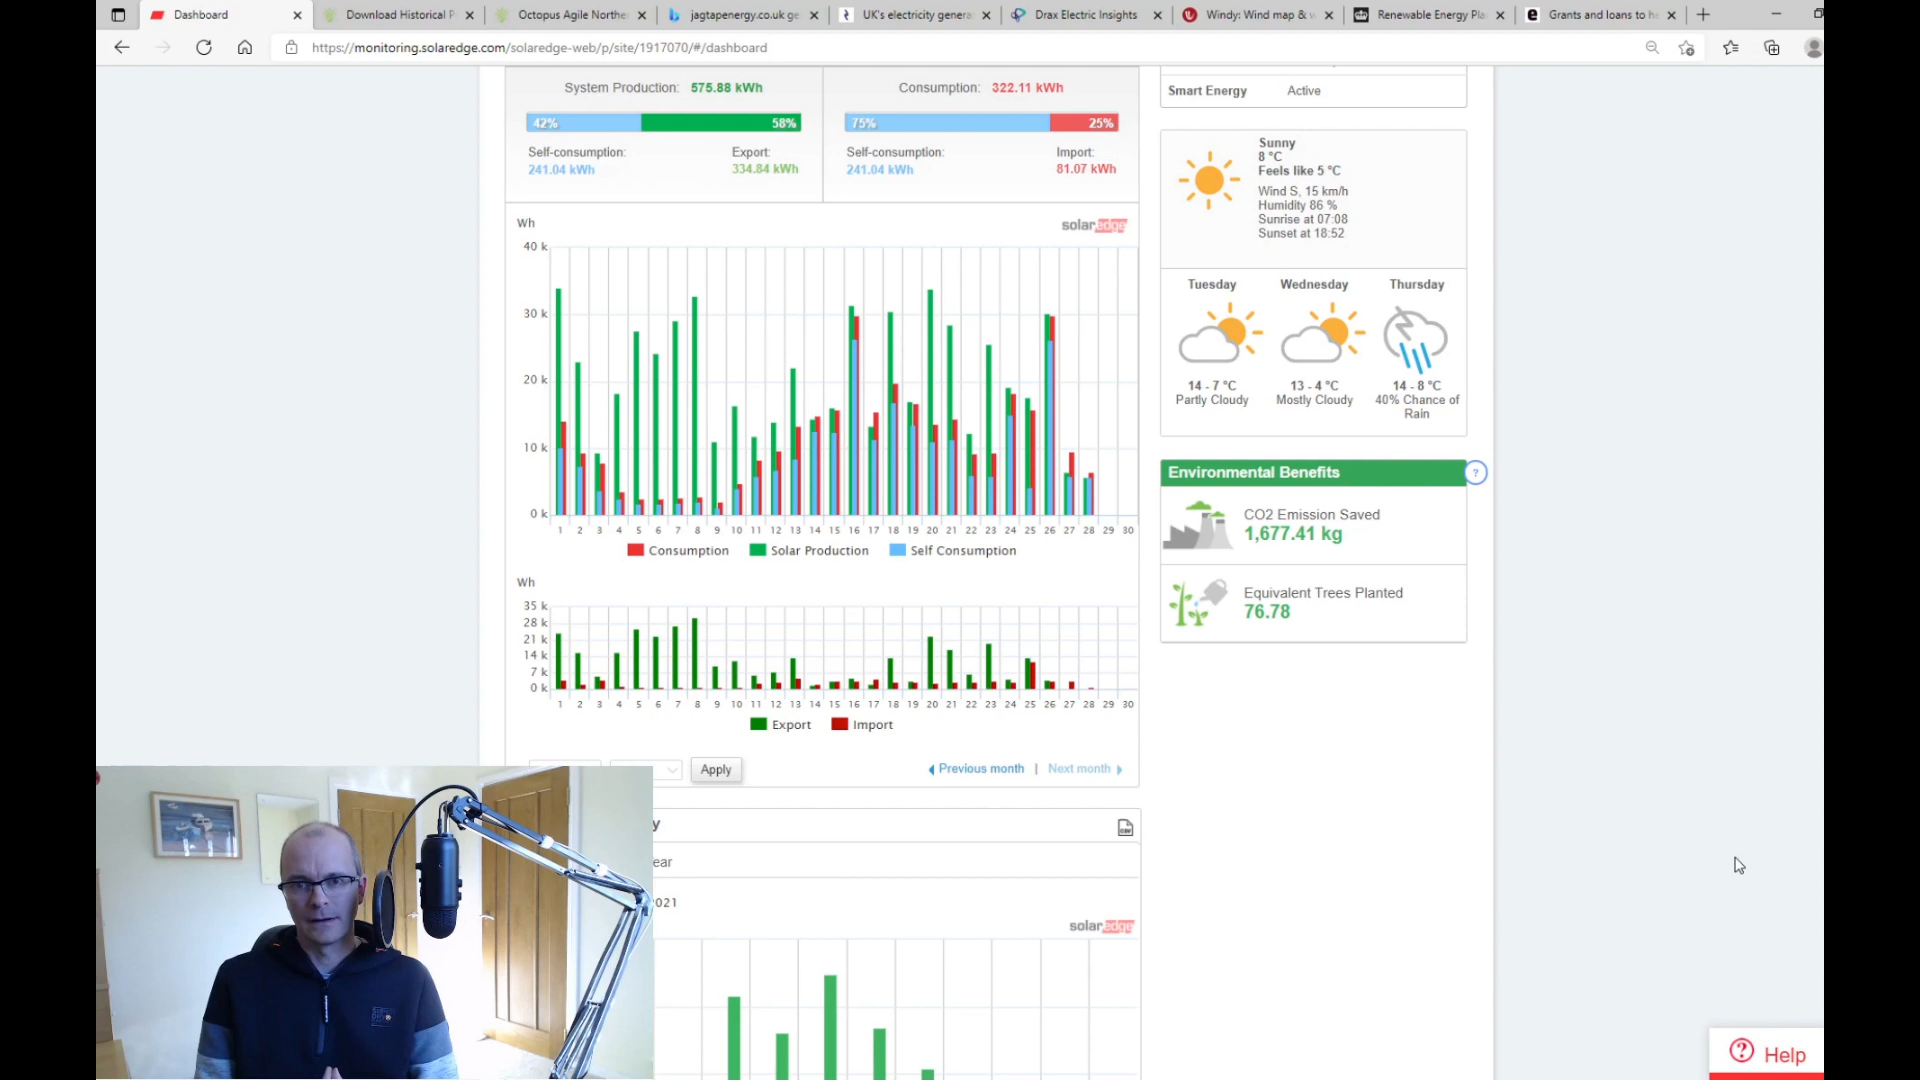 Dashboard
Download Historical P
Octopus Agile Northe
jagtapenergy.co.uk ge
UK's electricity genera
Drax Electric Insights
Windy: Wind map & w
Renewable Energy Pla
Grants and loans to he
https://monitoring.solaredge.com/solaredge-web/p/site/1917070/#/dashboard
System Production: 575.88 kWh
Consumption: 322.11 kWh
42% 58%
75% 25%
Self-consumption: Export:
241.04 kWh 334.84 kWh
Self-consumption: Import:
241.04 kWh 81.07 kWh
Smart Energy Active
Sunny
8 °C
Feels like 5 °C
Wind S, 15 km/h
Humidity 86 %
Sunrise at 07:08
Sunset at 18:52
Tuesday Wednesday Thursday
14 - 7 °C 13 - 4 °C 14 - 8 °C
Partly Cloudy Mostly Cloudy 40% Chance of
Rain
Environmental Benefits ?
CO2 Emission Saved
1,677.41 kg
Equivalent Trees Planted
76.78
Wh
solaredge
40 k
30 k
20 k
10 k
0 k
1 2 3 4 5 6 7 8 9 10 11 12 13 14 15 16 17 18 19 20 21 22 23 24 25 26 27 28 29 30
Consumption Solar Production Self Consumption
Wh
35 k
28 k
21 k
14 k
7 k
0 k
1 2 3 4 5 6 7 8 9 10 11 12 13 14 15 16 17 18 19 20 21 22 23 24 25 26 27 28 29 30
Export Import
Apply
Previous month | Next month
y
ear
021
solaredge
Help